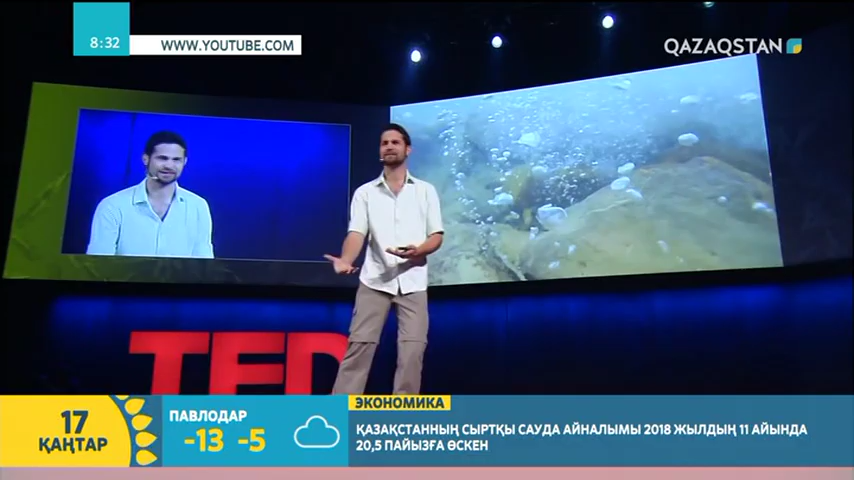 8:32
WWW.YOUTUBE.COM
QAZAQSTAN
TED
17
ҚАҢТАР
ПАВЛОДАР
-13 -5
ЭКОНОМИКА
ҚАЗАҚСТАННЫҢ СЫРТҚЫ САУДА АЙНАЛЫМЫ 2018 ЖЫЛДЫҢ 11 АЙЫНДА
20,5 ПАЙЫЗҒА ӨСКЕН